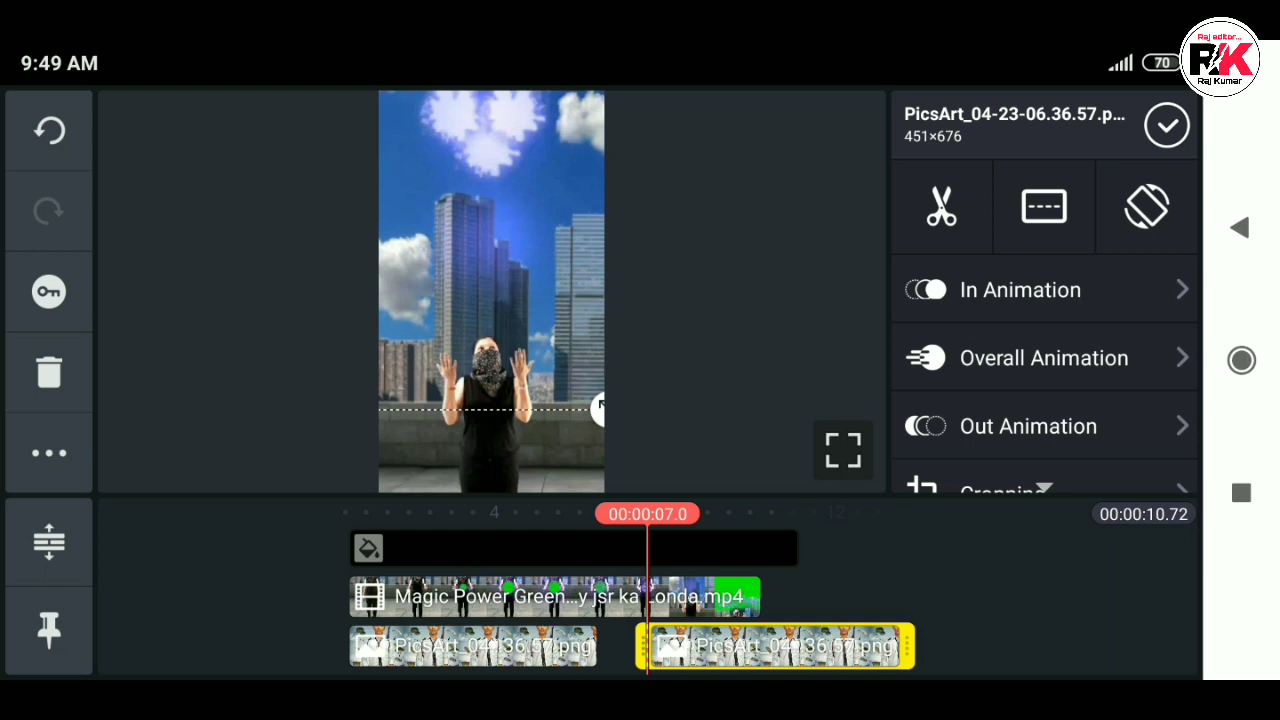 9:49 AM
70
Raj editor...
RK
Raj Kumar
PicsArt_04-23-06.36.57.p...
451×676
In Animation
Overall Animation
Out Animation
Cropping
4
00:00:07.0
12
00:00:10.72
Magic Power Green...y jsr ka Londa.mp4
PicsArt_04...36.57.png
PicsArt_04...36.57.png